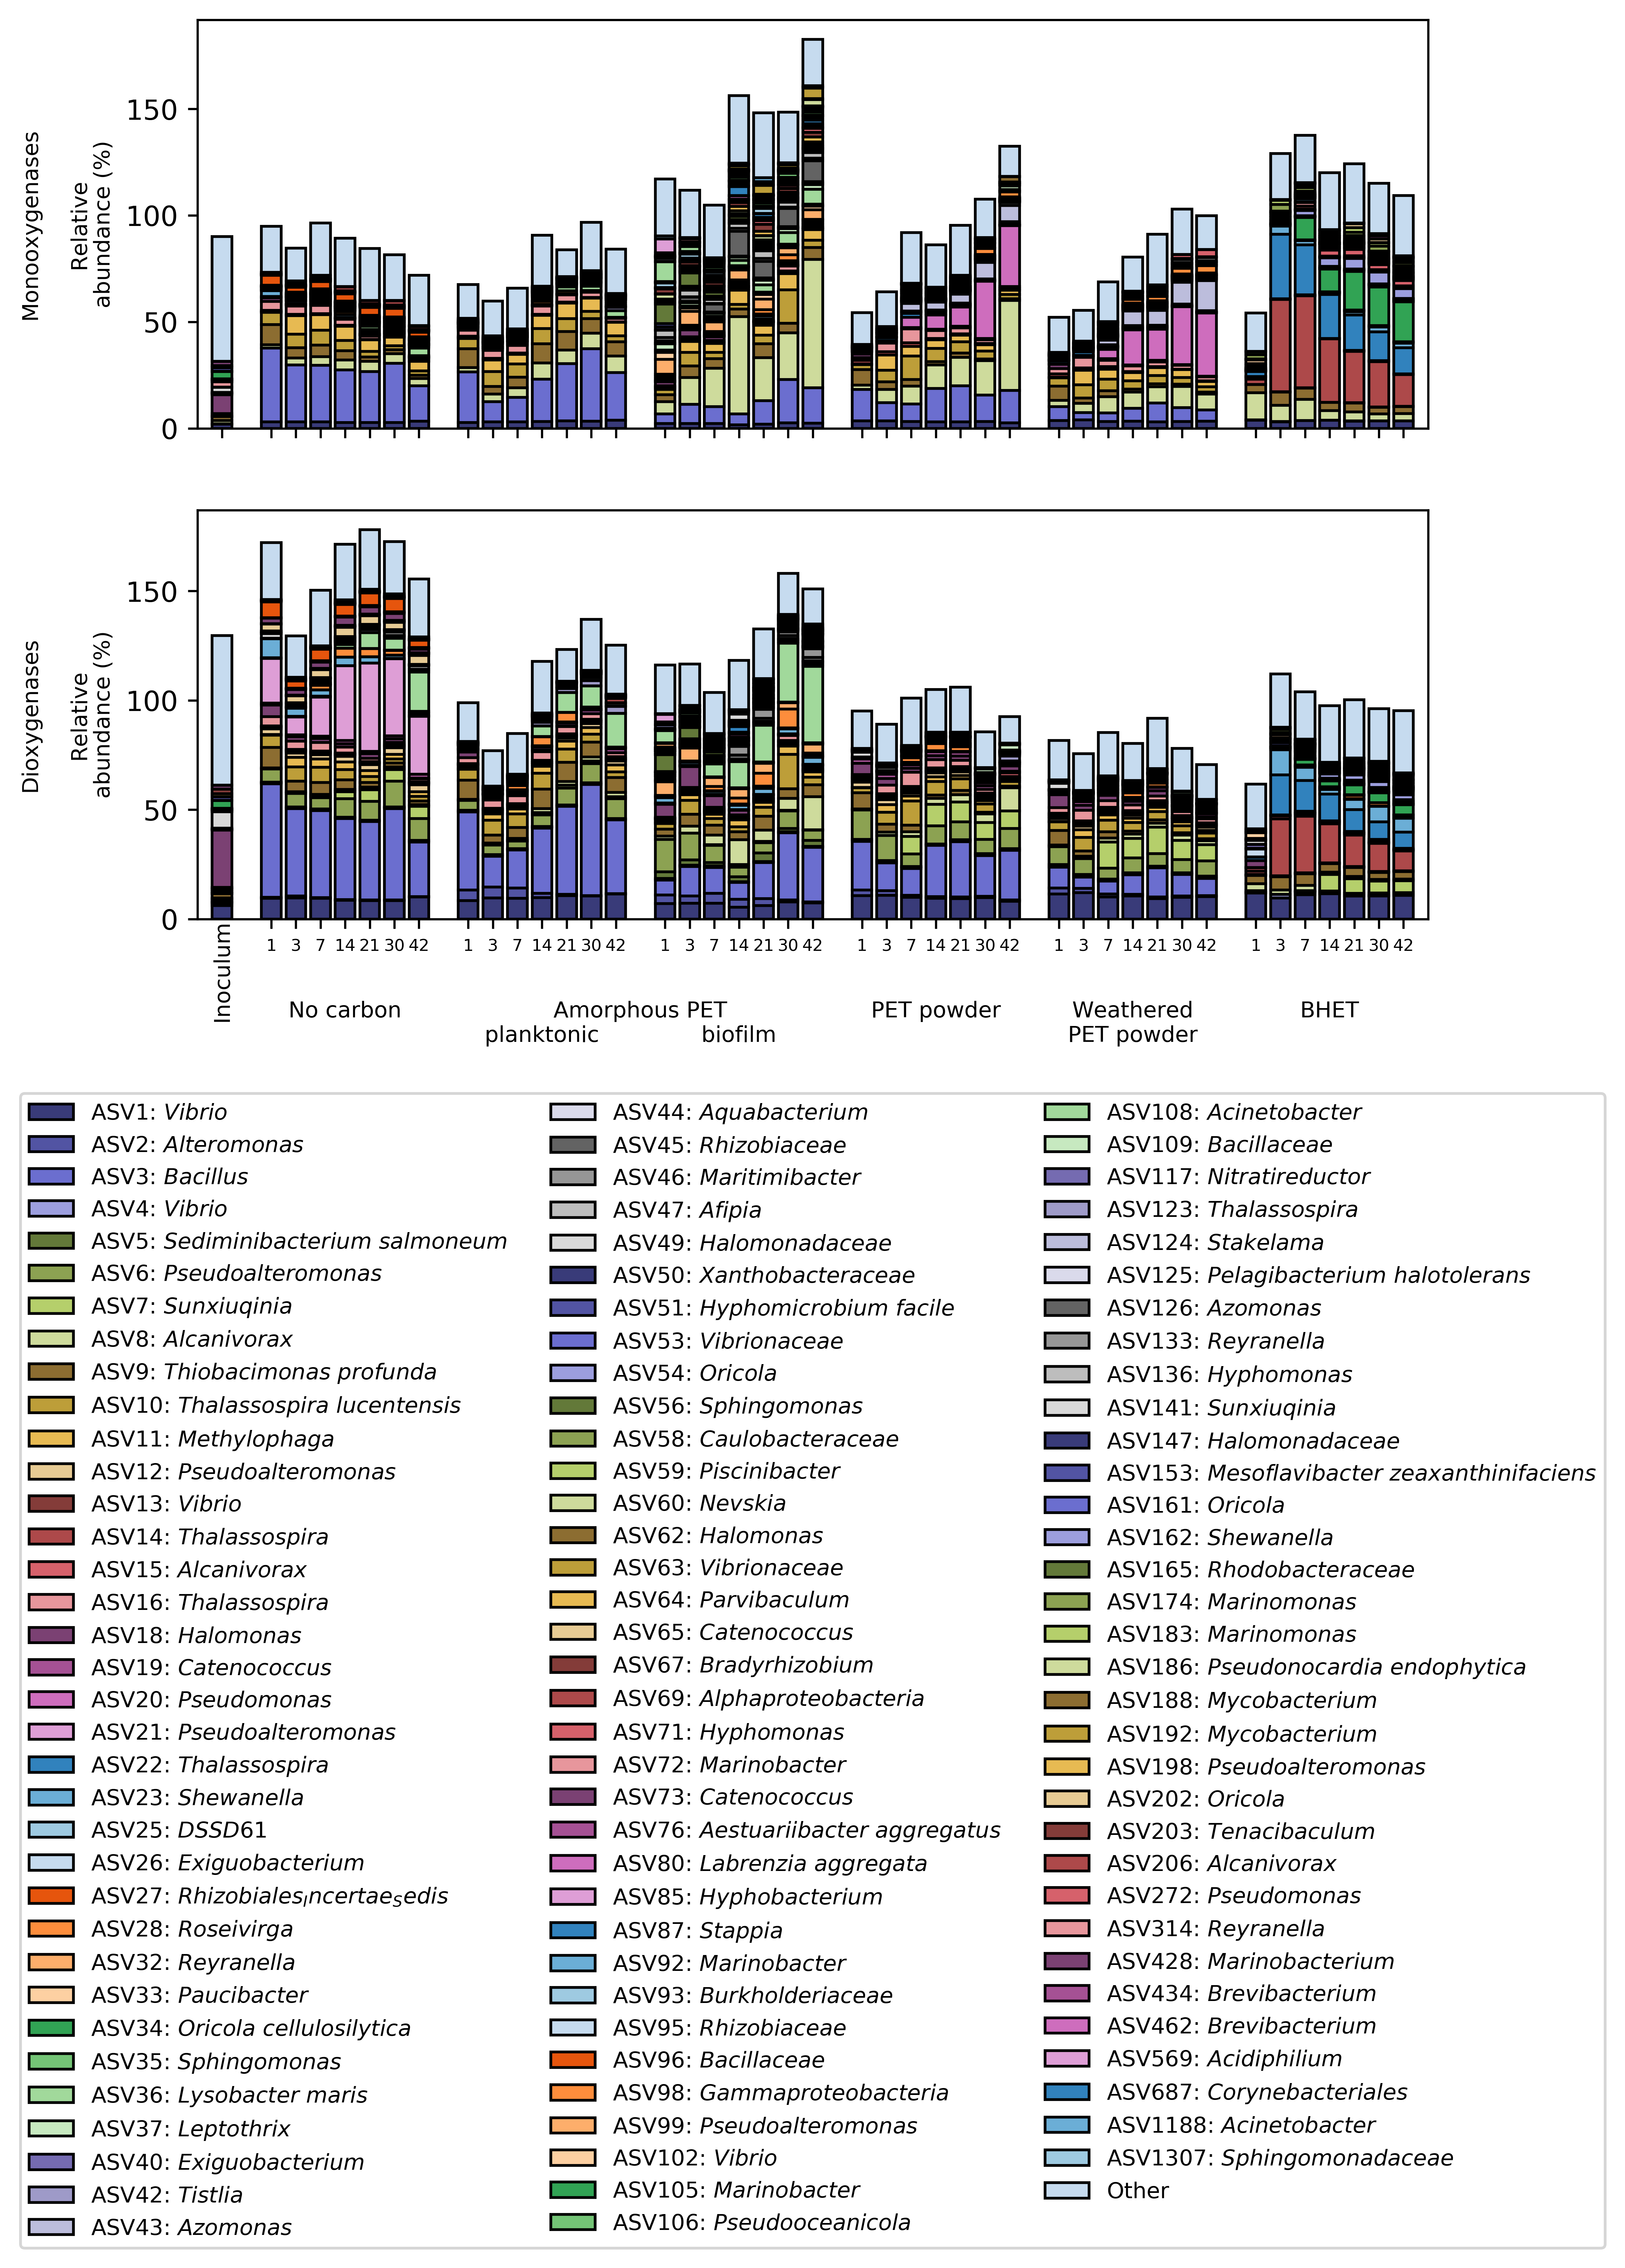 Monooxygenases
Relative
abundance (%)
150
100
50
0
Dioxygenases
Relative
abundance (%)
150
100
50
0
Inoculum
1 3 7 14 21 30 42 1 3 7 14 21 30 42 1 3 7 14 21 30 42 1 3 7 14 21 30 42 1 3 7 14 21 30 42 1 3 7 14 21 30 42
No carbon Amorphous PET PET powder Weathered BHET
planktonic biofilm PET powder
ASV1: Vibrio
ASV2: Alteromonas
ASV3: Bacillus
ASV4: Vibrio
ASV5: Sediminibacterium salmoneum
ASV6: Pseudoalteromonas
ASV7: Sunxiuqinia
ASV8: Alcanivorax
ASV9: Thiobacimonas profunda
ASV10: Thalassospira lucentensis
ASV11: Methylophaga
ASV12: Pseudoalteromonas
ASV13: Vibrio
ASV14: Thalassospira
ASV15: Alcanivorax
ASV16: Thalassospira
ASV18: Halomonas
ASV19: Catenococcus
ASV20: Pseudomonas
ASV21: Pseudoalteromonas
ASV22: Thalassospira
ASV23: Shewanella
ASV25: DSSD61
ASV26: Exiguobacterium
ASV27: Rhizobiales_Incertae_Sedis
ASV28: Roseivirga
ASV32: Reyranella
ASV33: Paucibacter
ASV34: Oricola cellulosilytica
ASV35: Sphingomonas
ASV36: Lysobacter maris
ASV37: Leptothrix
ASV40: Exiguobacterium
ASV42: Tistlia
ASV43: Azomonas
ASV44: Aquabacterium
ASV45: Rhizobiaceae
ASV46: Maritimibacter
ASV47: Afipia
ASV49: Halomonadaceae
ASV50: Xanthobacteraceae
ASV51: Hyphomicrobium facile
ASV53: Vibrionaceae
ASV54: Oricola
ASV56: Sphingomonas
ASV58: Caulobacteraceae
ASV59: Piscinibacter
ASV60: Nevskia
ASV62: Halomonas
ASV63: Vibrionaceae
ASV64: Parvibaculum
ASV65: Catenococcus
ASV67: Bradyrhizobium
ASV69: Alphaproteobacteria
ASV71: Hyphomonas
ASV72: Marinobacter
ASV73: Catenococcus
ASV76: Aestuariibacter aggregatus
ASV80: Labrenzia aggregata
ASV85: Hyphobacterium
ASV87: Stappia
ASV92: Marinobacter
ASV93: Burkholderiaceae
ASV95: Rhizobiaceae
ASV96: Bacillaceae
ASV98: Gammaproteobacteria
ASV99: Pseudoalteromonas
ASV102: Vibrio
ASV105: Marinobacter
ASV106: Pseudooceanicola
ASV108: Acinetobacter
ASV109: Bacillaceae
ASV117: Nitratireductor
ASV123: Thalassospira
ASV124: Stakelama
ASV125: Pelagibacterium halotolerans
ASV126: Azomonas
ASV133: Reyranella
ASV136: Hyphomonas
ASV141: Sunxiuqinia
ASV147: Halomonadaceae
ASV153: Mesoflavibacter zeaxanthinifaciens
ASV161: Oricola
ASV162: Shewanella
ASV165: Rhodobacteraceae
ASV174: Marinomonas
ASV183: Marinomonas
ASV186: Pseudonocardia endophytica
ASV188: Mycobacterium
ASV192: Mycobacterium
ASV198: Pseudoalteromonas
ASV202: Oricola
ASV203: Tenacibaculum
ASV206: Alcanivorax
ASV272: Pseudomonas
ASV314: Reyranella
ASV428: Marinobacterium
ASV434: Brevibacterium
ASV462: Brevibacterium
ASV569: Acidiphilium
ASV687: Corynebacteriales
ASV1188: Acinetobacter
ASV1307: Sphingomonadaceae
Other